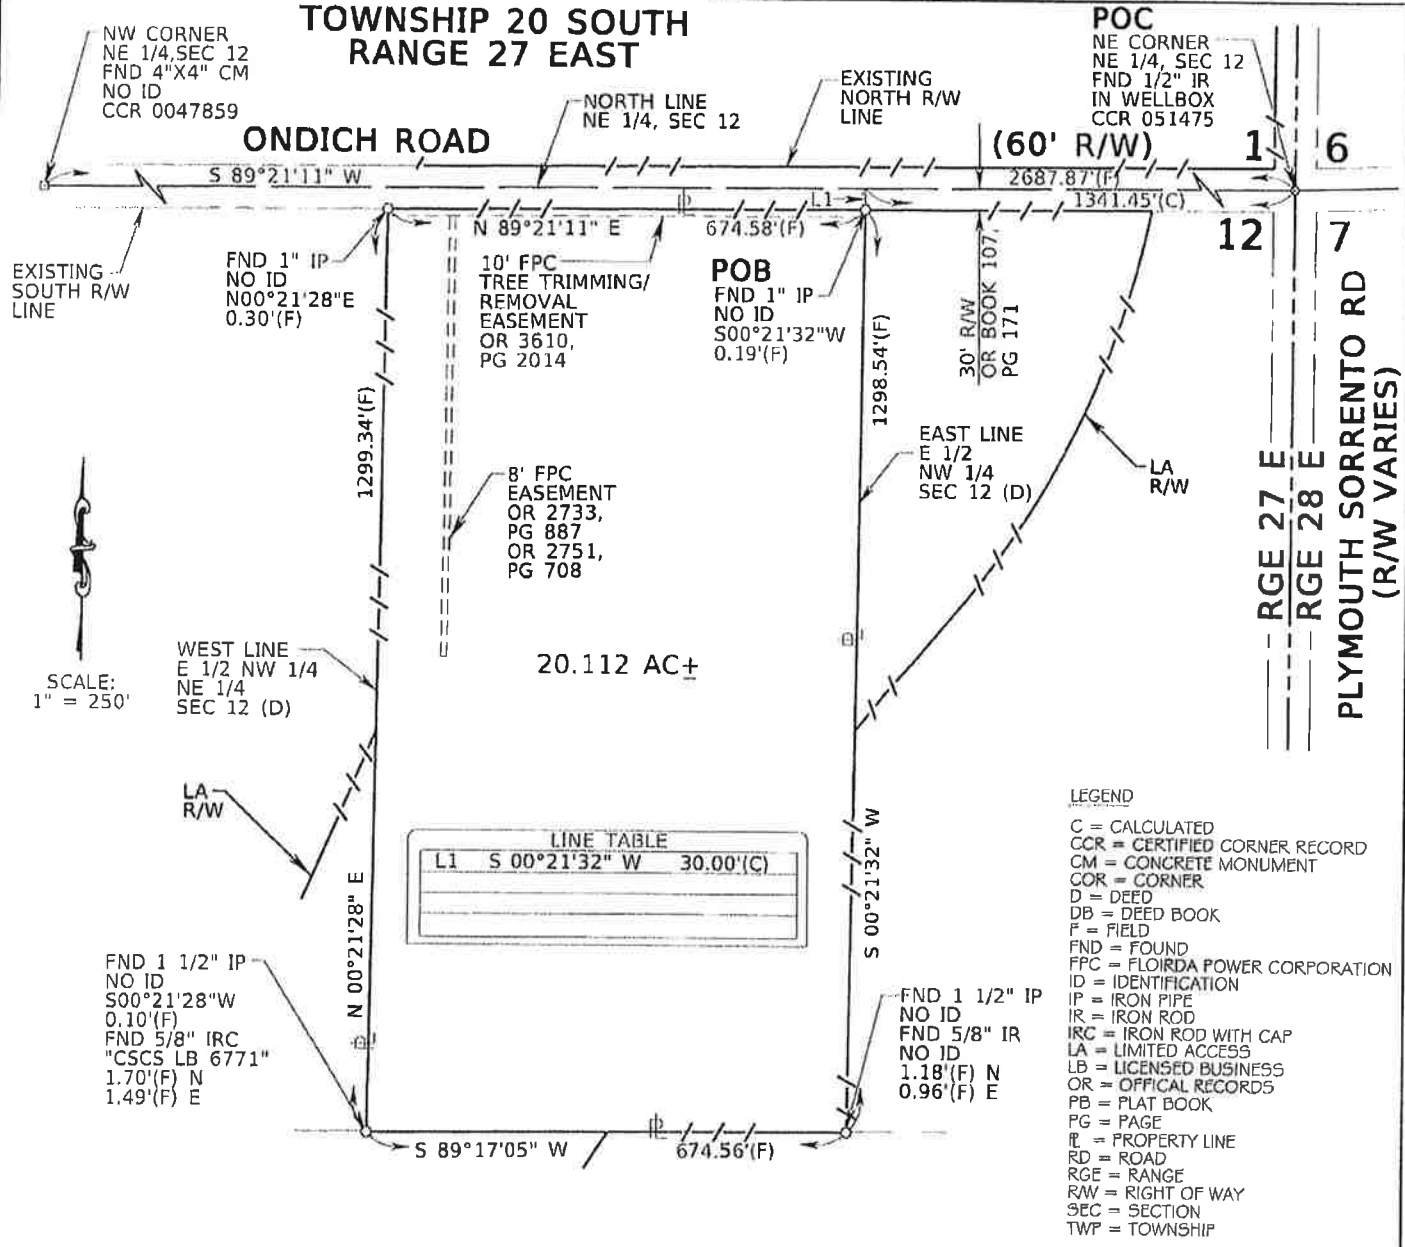 TOWNSHIP 20 SOUTH
RANGE 27 EAST
NW CORNER
NE 1/4, SEC 12
FND 4"X4" CM
NO ID
CCR 0047859
NORTH LINE
NE 1/4, SEC 12
EXISTING
NORTH R/W
LINE
POC
NE CORNER
NE 1/4, SEC 12
FND 1/2" IR
IN WELLBOX
CCR 051475
ONDICH ROAD
(60' R/W)
1
6
S 89°21'11" W
2687.87'(F)
L1
1341.45'(C)
12
7
N 89°21'11" E
674.58'(F)
EXISTING
SOUTH R/W
LINE
FND 1" IP
NO ID
N00°21'28"E
0.30'(F)
10' FPC
TREE TRIMMING/
REMOVAL
EASEMENT
OR 3610,
PG 2014
POB
FND 1" IP
NO ID
S00°21'32"W
0.19'(F)
1298.54'(F)
30' R/W
OR BOOK 107,
PG 171
1299.34'(F)
EAST LINE
E 1/2
NW 1/4
SEC 12 (D)
LA
R/W
8' FPC
EASEMENT
OR 2733,
PG 887
OR 2751,
PG 708
RGE 27 E
RGE 28 E
PLYMOUTH SORRENTO RD
(R/W VARIES)
SCALE:
1" = 250'
WEST LINE
E 1/2 NW 1/4
NE 1/4
SEC 12 (D)
20.112 AC±
LA
R/W
LINE TABLE
L1 S 00°21'32" W 30.00'(C)
N 00°21'28" E
S 00°21'32" W
FND 1 1/2" IP
NO ID
S00°21'28"W
0.10'(F)
FND 5/8" IRC
"CSCS LB 6771"
1.70'(F) N
1.49'(F) E
FND 1 1/2" IP
NO ID
FND 5/8" IR
NO ID
1.18'(F) N
0.96'(F) E
S 89°17'05" W
674.56'(F)
LEGEND
C = CALCULATED
CCR = CERTIFIED CORNER RECORD
CM = CONCRETE MONUMENT
COR = CORNER
D = DEED
DB = DEED BOOK
F = FIELD
FND = FOUND
FPC = FLOIRDA POWER CORPORATION
ID = IDENTIFICATION
IP = IRON PIPE
IR = IRON ROD
IRC = IRON ROD WITH CAP
LA = LIMITED ACCESS
LB = LICENSED BUSINESS
OR = OFFICAL RECORDS
PB = PLAT BOOK
PG = PAGE
PL = PROPERTY LINE
RD = ROAD
RGE = RANGE
R/W = RIGHT OF WAY
SEC = SECTION
TWP = TOWNSHIP